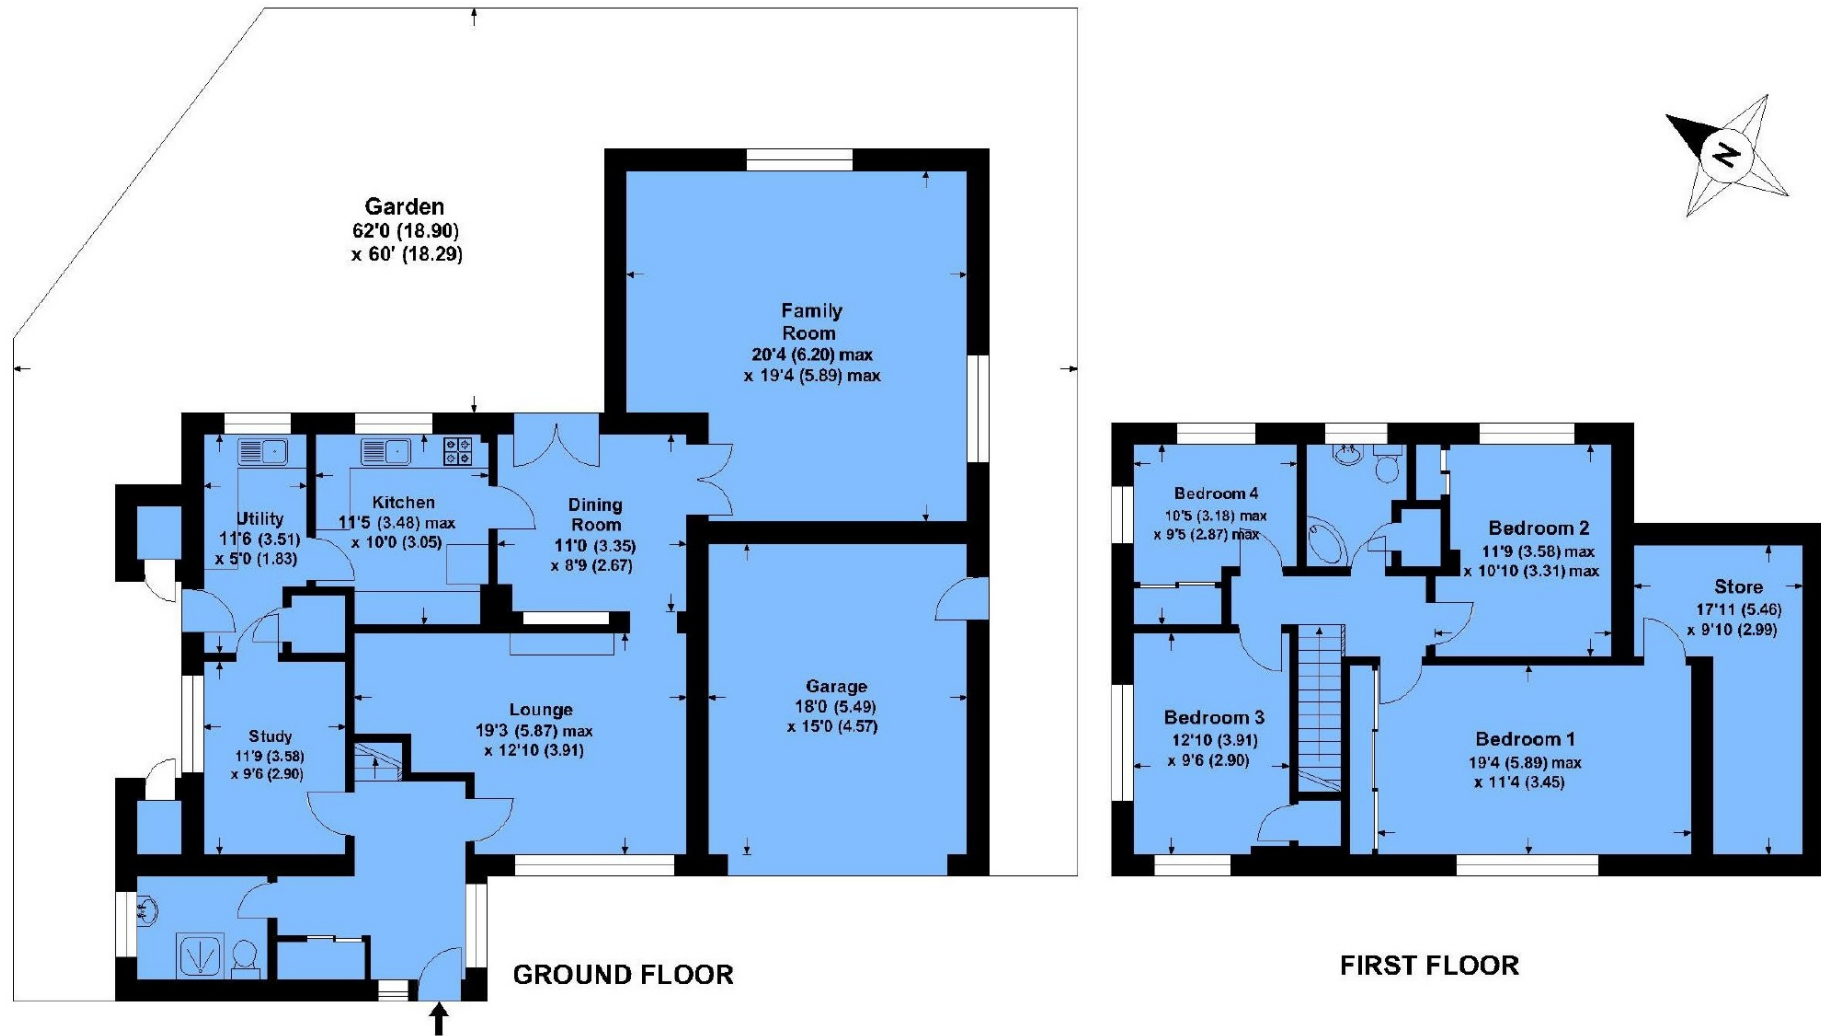 Garden
62'0 (18.90)
x 60' (18.29)
N
Family
Room
20'4 (6.20) max
x 19'4 (5.89) max
Utility
11'6 (3.51)
x 5'0 (1.83)
Kitchen
11'5 (3.48) max
x 10'0 (3.05)
Dining
Room
11'0 (3.35)
x 8'9 (2.67)
Study
11'9 (3.58)
x 9'6 (2.90)
Lounge
19'3 (5.87) max
x 12'10 (3.91)
Garage
18'0 (5.49)
x 15'0 (4.57)
GROUND FLOOR
Bedroom 4
10'5 (3.18) max
x 9'5 (2.87) max
Bedroom 2
11'9 (3.58) max
x 10'10 (3.31) max
Store
17'11 (5.46)
x 9'10 (2.99)
Bedroom 3
12'10 (3.91)
x 9'6 (2.90)
Bedroom 1
19'4 (5.89) max
x 11'4 (3.45)
FIRST FLOOR